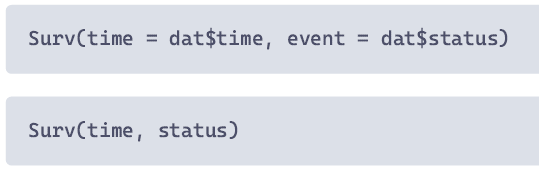 Surv(time = dat$time, event = dat$status)
Surv(time, status)